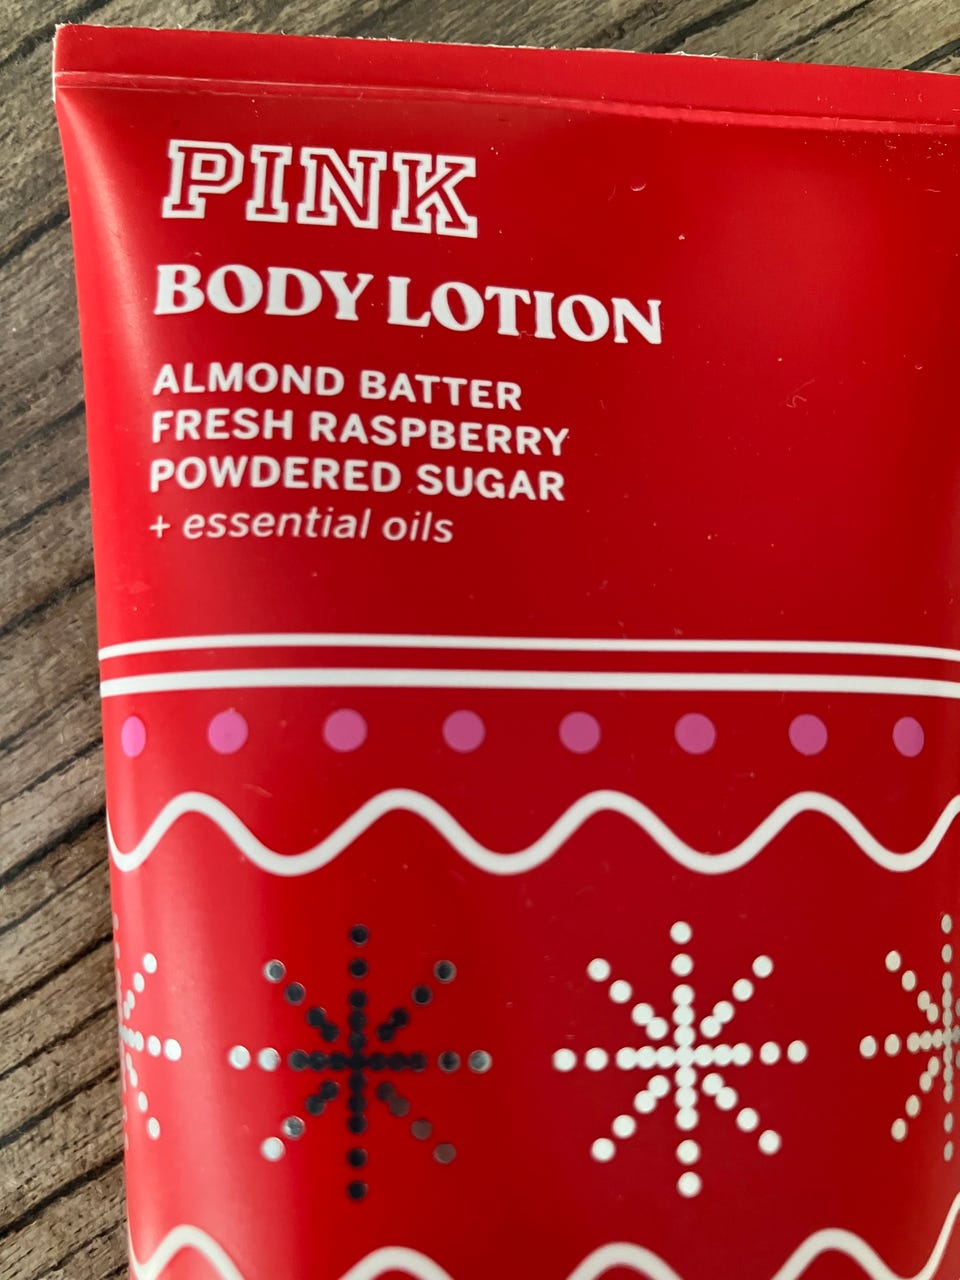 PINK
BODY LOTION
ALMOND BATTER
FRESH RASPBERRY
POWDERED SUGAR
+ essential oils